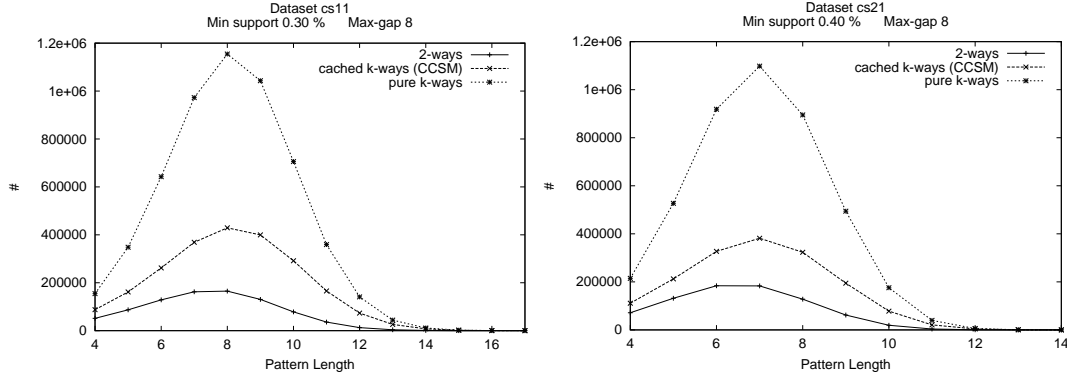 Dataset cs11
Min support 0.30 % Max-gap 8
1.2e+06
1e+06
800000
600000
400000
200000
0
#
2-ways
cached k-ways (CCSM)
pure k-ways
4 6 8 10 12 14 16
Pattern Length
Dataset cs21
Min support 0.40 % Max-gap 8
1.2e+06
1e+06
800000
600000
400000
200000
0
#
2-ways
cached k-ways (CCSM)
pure k-ways
4 5 6 7 8 9 10 11 12 13 14
Pattern Length